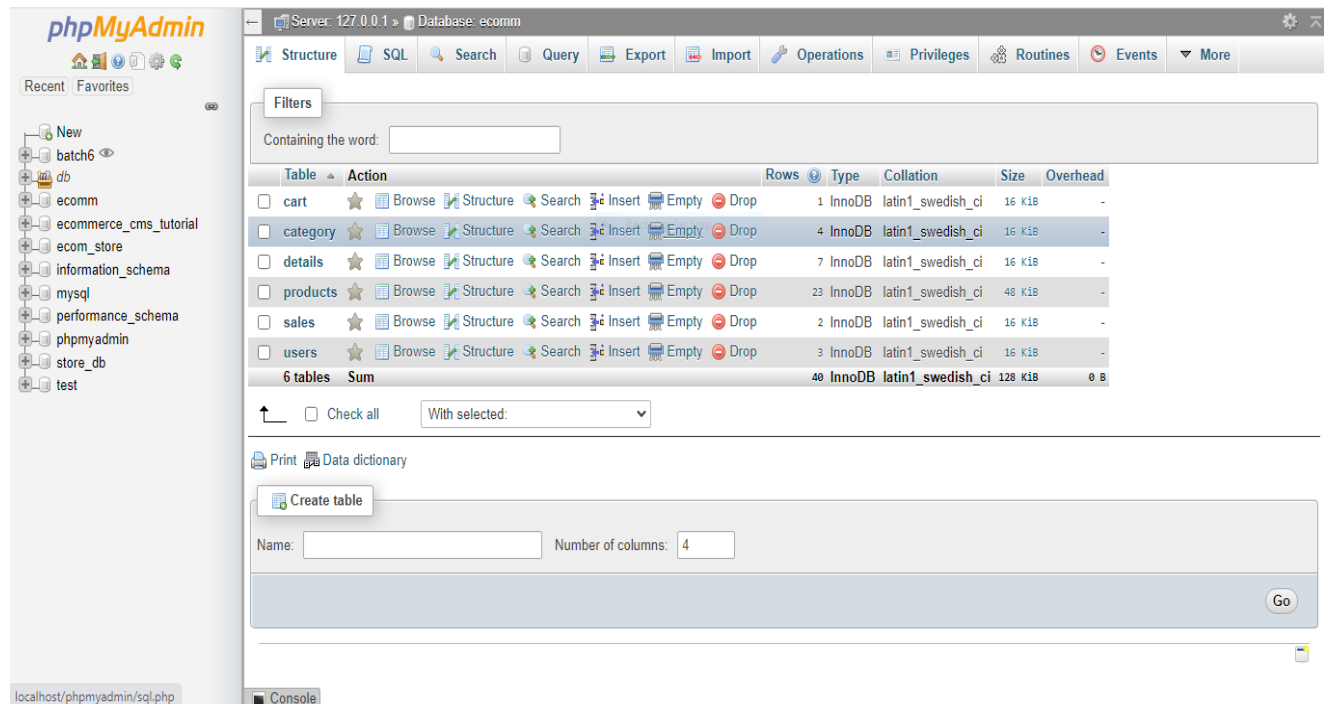 phpMyAdmin
Recent Favorites
New
batch6
db
ecomm
ecommerce_cms_tutorial
ecom_store
information_schema
mysql
performance_schema
phpmyadmin
store_db
test
localhost/phpmyadmin/sql.php
← Server: 127.0.0.1 » Database: ecomm
Structure SQL Search Query Export Import Operations Privileges Routines Events More
Filters
Containing the word:
Table Action Rows Type Collation Size Overhead
cart Browse Structure Search Insert Empty Drop 1 InnoDB latin1_swedish_ci 16 KiB -
category Browse Structure Search Insert Empty Drop 4 InnoDB latin1_swedish_ci 16 KiB -
details Browse Structure Search Insert Empty Drop 7 InnoDB latin1_swedish_ci 16 KiB -
products Browse Structure Search Insert Empty Drop 23 InnoDB latin1_swedish_ci 48 KiB -
sales Browse Structure Search Insert Empty Drop 2 InnoDB latin1_swedish_ci 16 KiB -
users Browse Structure Search Insert Empty Drop 3 InnoDB latin1_swedish_ci 16 KiB -
6 tables Sum 40 InnoDB latin1_swedish_ci 128 KiB 0 B
Check all With selected:
Print Data dictionary
Create table
Name: Number of columns: 4
Go
Console